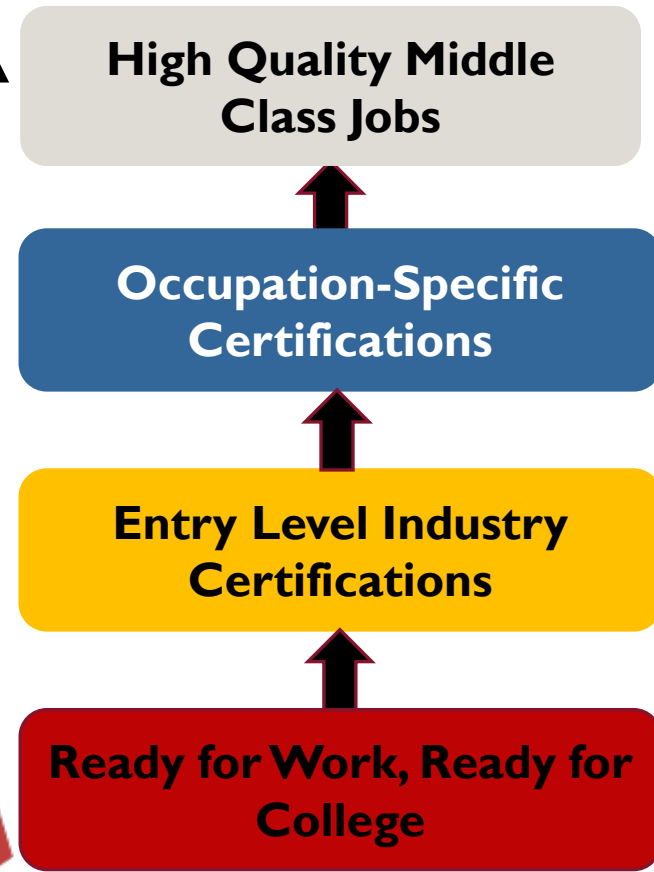 High Quality Middle
Class Jobs
Occupation-Specific
Certifications
Entry Level Industry
Certifications
Ready for Work, Ready for
College